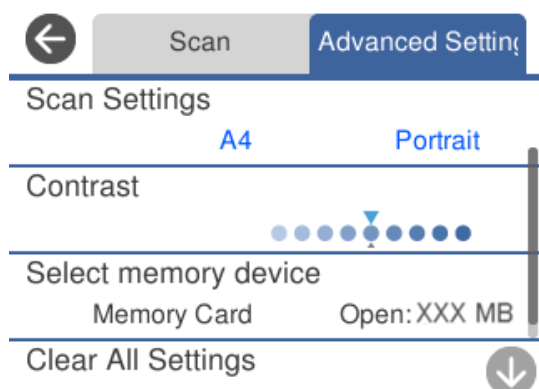 Scan Advanced Setting
Scan Settings
A4 Portrait
Contrast
Select memory device
Memory Card Open: XXX MB
Clear All Settings